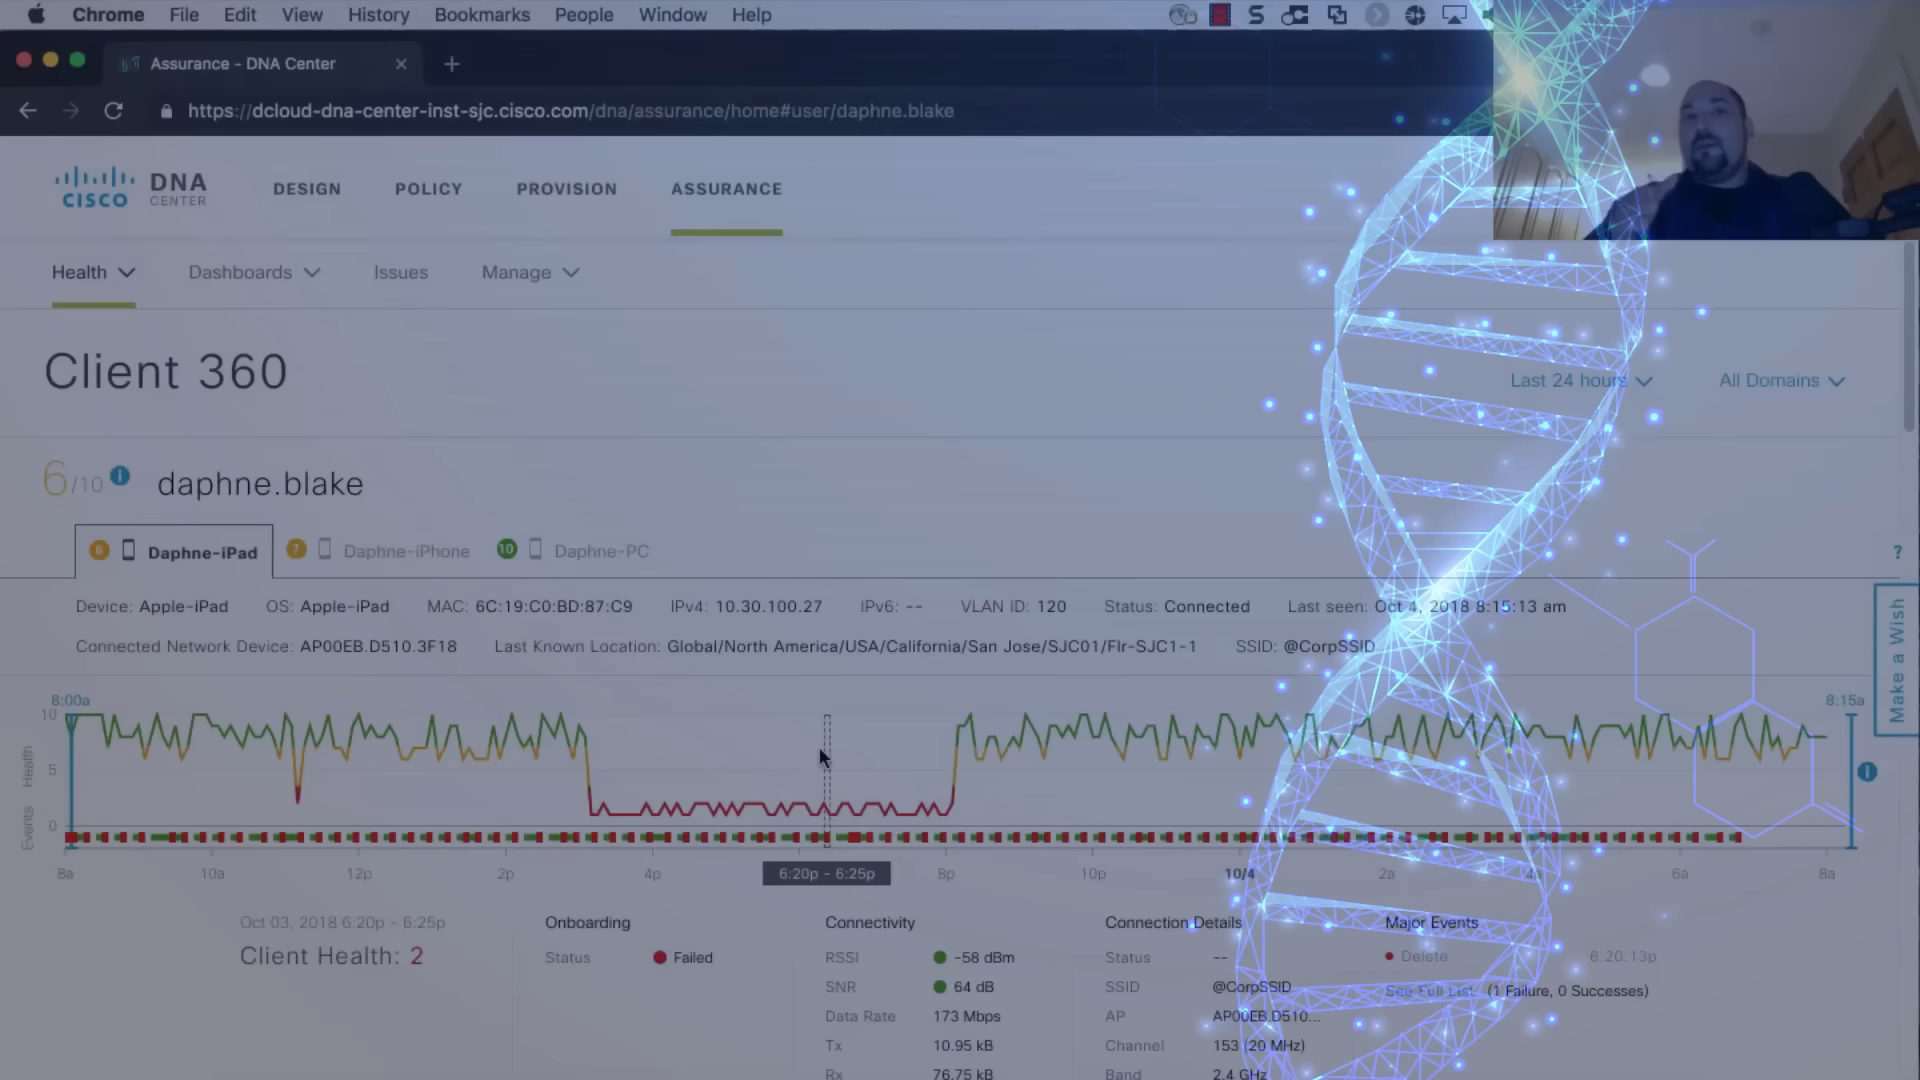 Chrome File Edit View History Bookmarks People Window Help
Assurance - DNA Center
https://dcloud-dna-center-inst-sjc.cisco.com/dna/assurance/home#user/daphne.blake
CISCO DNA CENTER DESIGN POLICY PROVISION ASSURANCE
Health Dashboards Issues Manage
Client 360
Last 24 hours All Domains
6/10 daphne.blake
6 Daphne-iPad 7 Daphne-iPhone 10 Daphne-PC
?
Device: Apple-iPad OS: Apple-iPad MAC: 6C:19:C0:BD:87:C9 IPv4: 10.30.100.27 IPv6: -- VLAN ID: 120 Status: Connected Last seen: Oct 4, 2018 8:15:13 am
Connected Network Device: AP00EB.D510.3F18 Last Known Location: Global/North America/USA/California/San Jose/SJC01/Flr-SJC1-1 SSID: @CorpSSID
Make a Wish
8:00a 8:15a
10
5
0
Health
Events
8a 10a 12p 2p 4p 6:20p - 6:25p 8p 10p 10/4 2a 4a 6a 8a
Oct 03, 2018 6:20p - 6:25p
Client Health: 2
Onboarding
Status Failed
Connectivity
RSSI -58 dBm
SNR 64 dB
Data Rate 173 Mbps
Tx 10.95 kB
Rx 76.75 kB
Connection Details
Status --
SSID @CorpSSID
AP AP00EB.D510...
Channel 153 (20 MHz)
Band 2.4 GHz
Major Events
Delete 6:20:13p
See Full List (1 Failure, 0 Successes)